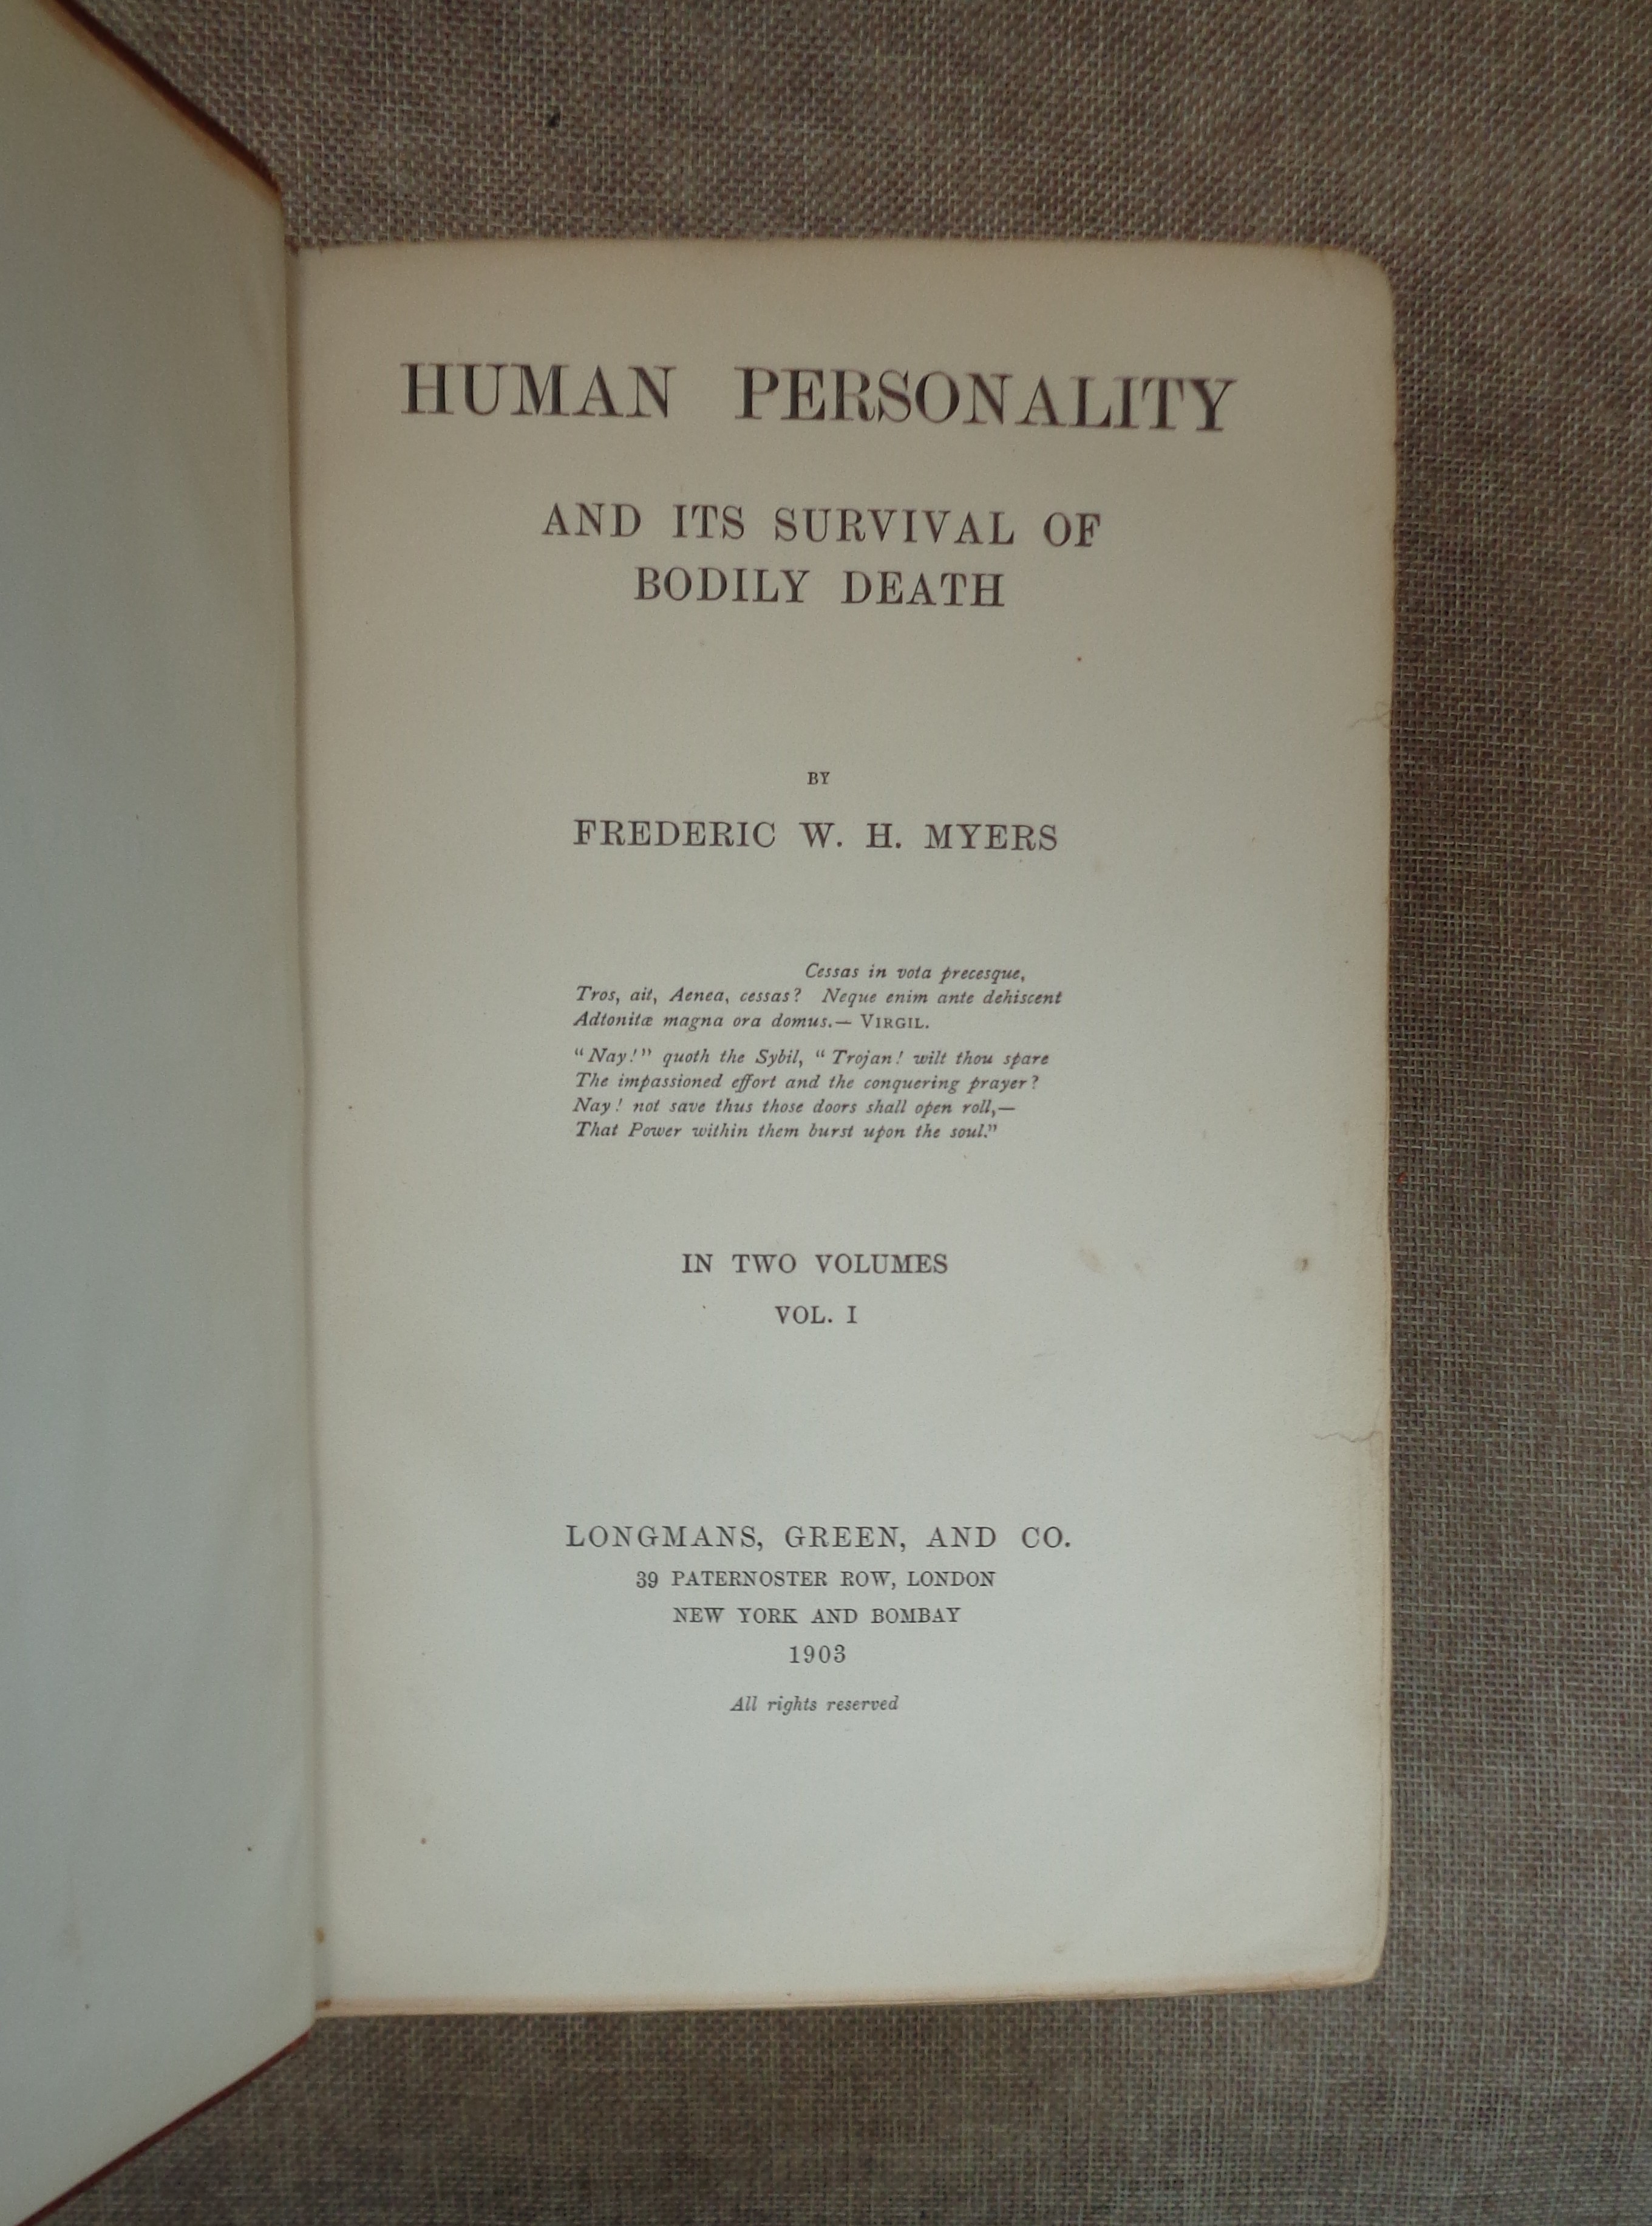 HUMAN PERSONALITY
AND ITS SURVIVAL OF
BODILY DEATH
BY
FREDERIC W. H. MYERS
Cessas in vota precesque,
Tros, ait, Aenea, cessas? Neque enim ante dehiscent
Adtonitæ magna ora domus.— VIRGIL.
"Nay!" quoth the Sybil, "Trojan! wilt thou spare
The impassioned effort and the conquering prayer?
Nay! not save thus those doors shall open roll,—
That Power within them burst upon the soul."
IN TWO VOLUMES
VOL. I
LONGMANS, GREEN, AND CO.
39 PATERNOSTER ROW, LONDON
NEW YORK AND BOMBAY
1903
All rights reserved